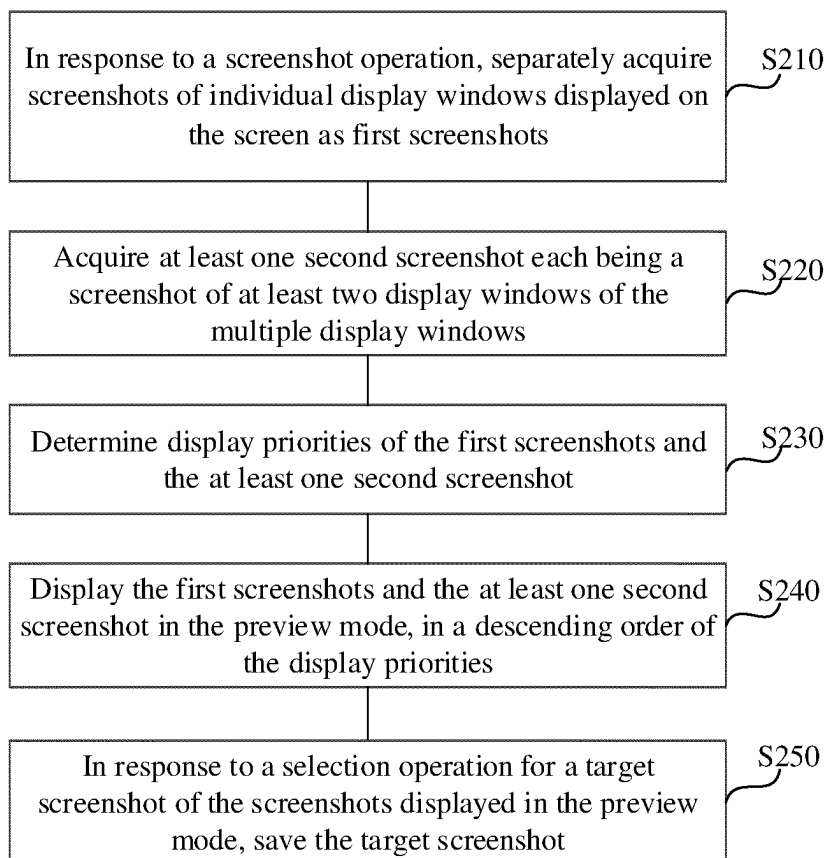 In response to a screenshot operation, separately acquire
screenshots of individual display windows displayed on
the screen as first screenshots
S210
Acquire at least one second screenshot each being a
screenshot of at least two display windows of the
multiple display windows
S220
Determine display priorities of the first screenshots and
the at least one second screenshot
S230
Display the first screenshots and the at least one second
screenshot in the preview mode, in a descending order of
the display priorities
S240
In response to a selection operation for a target
screenshot of the screenshots displayed in the preview
mode, save the target screenshot
S250